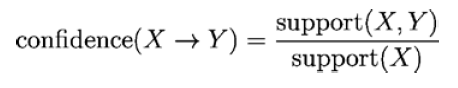 confidence(X → Y) = support(X, Y) / support(X)